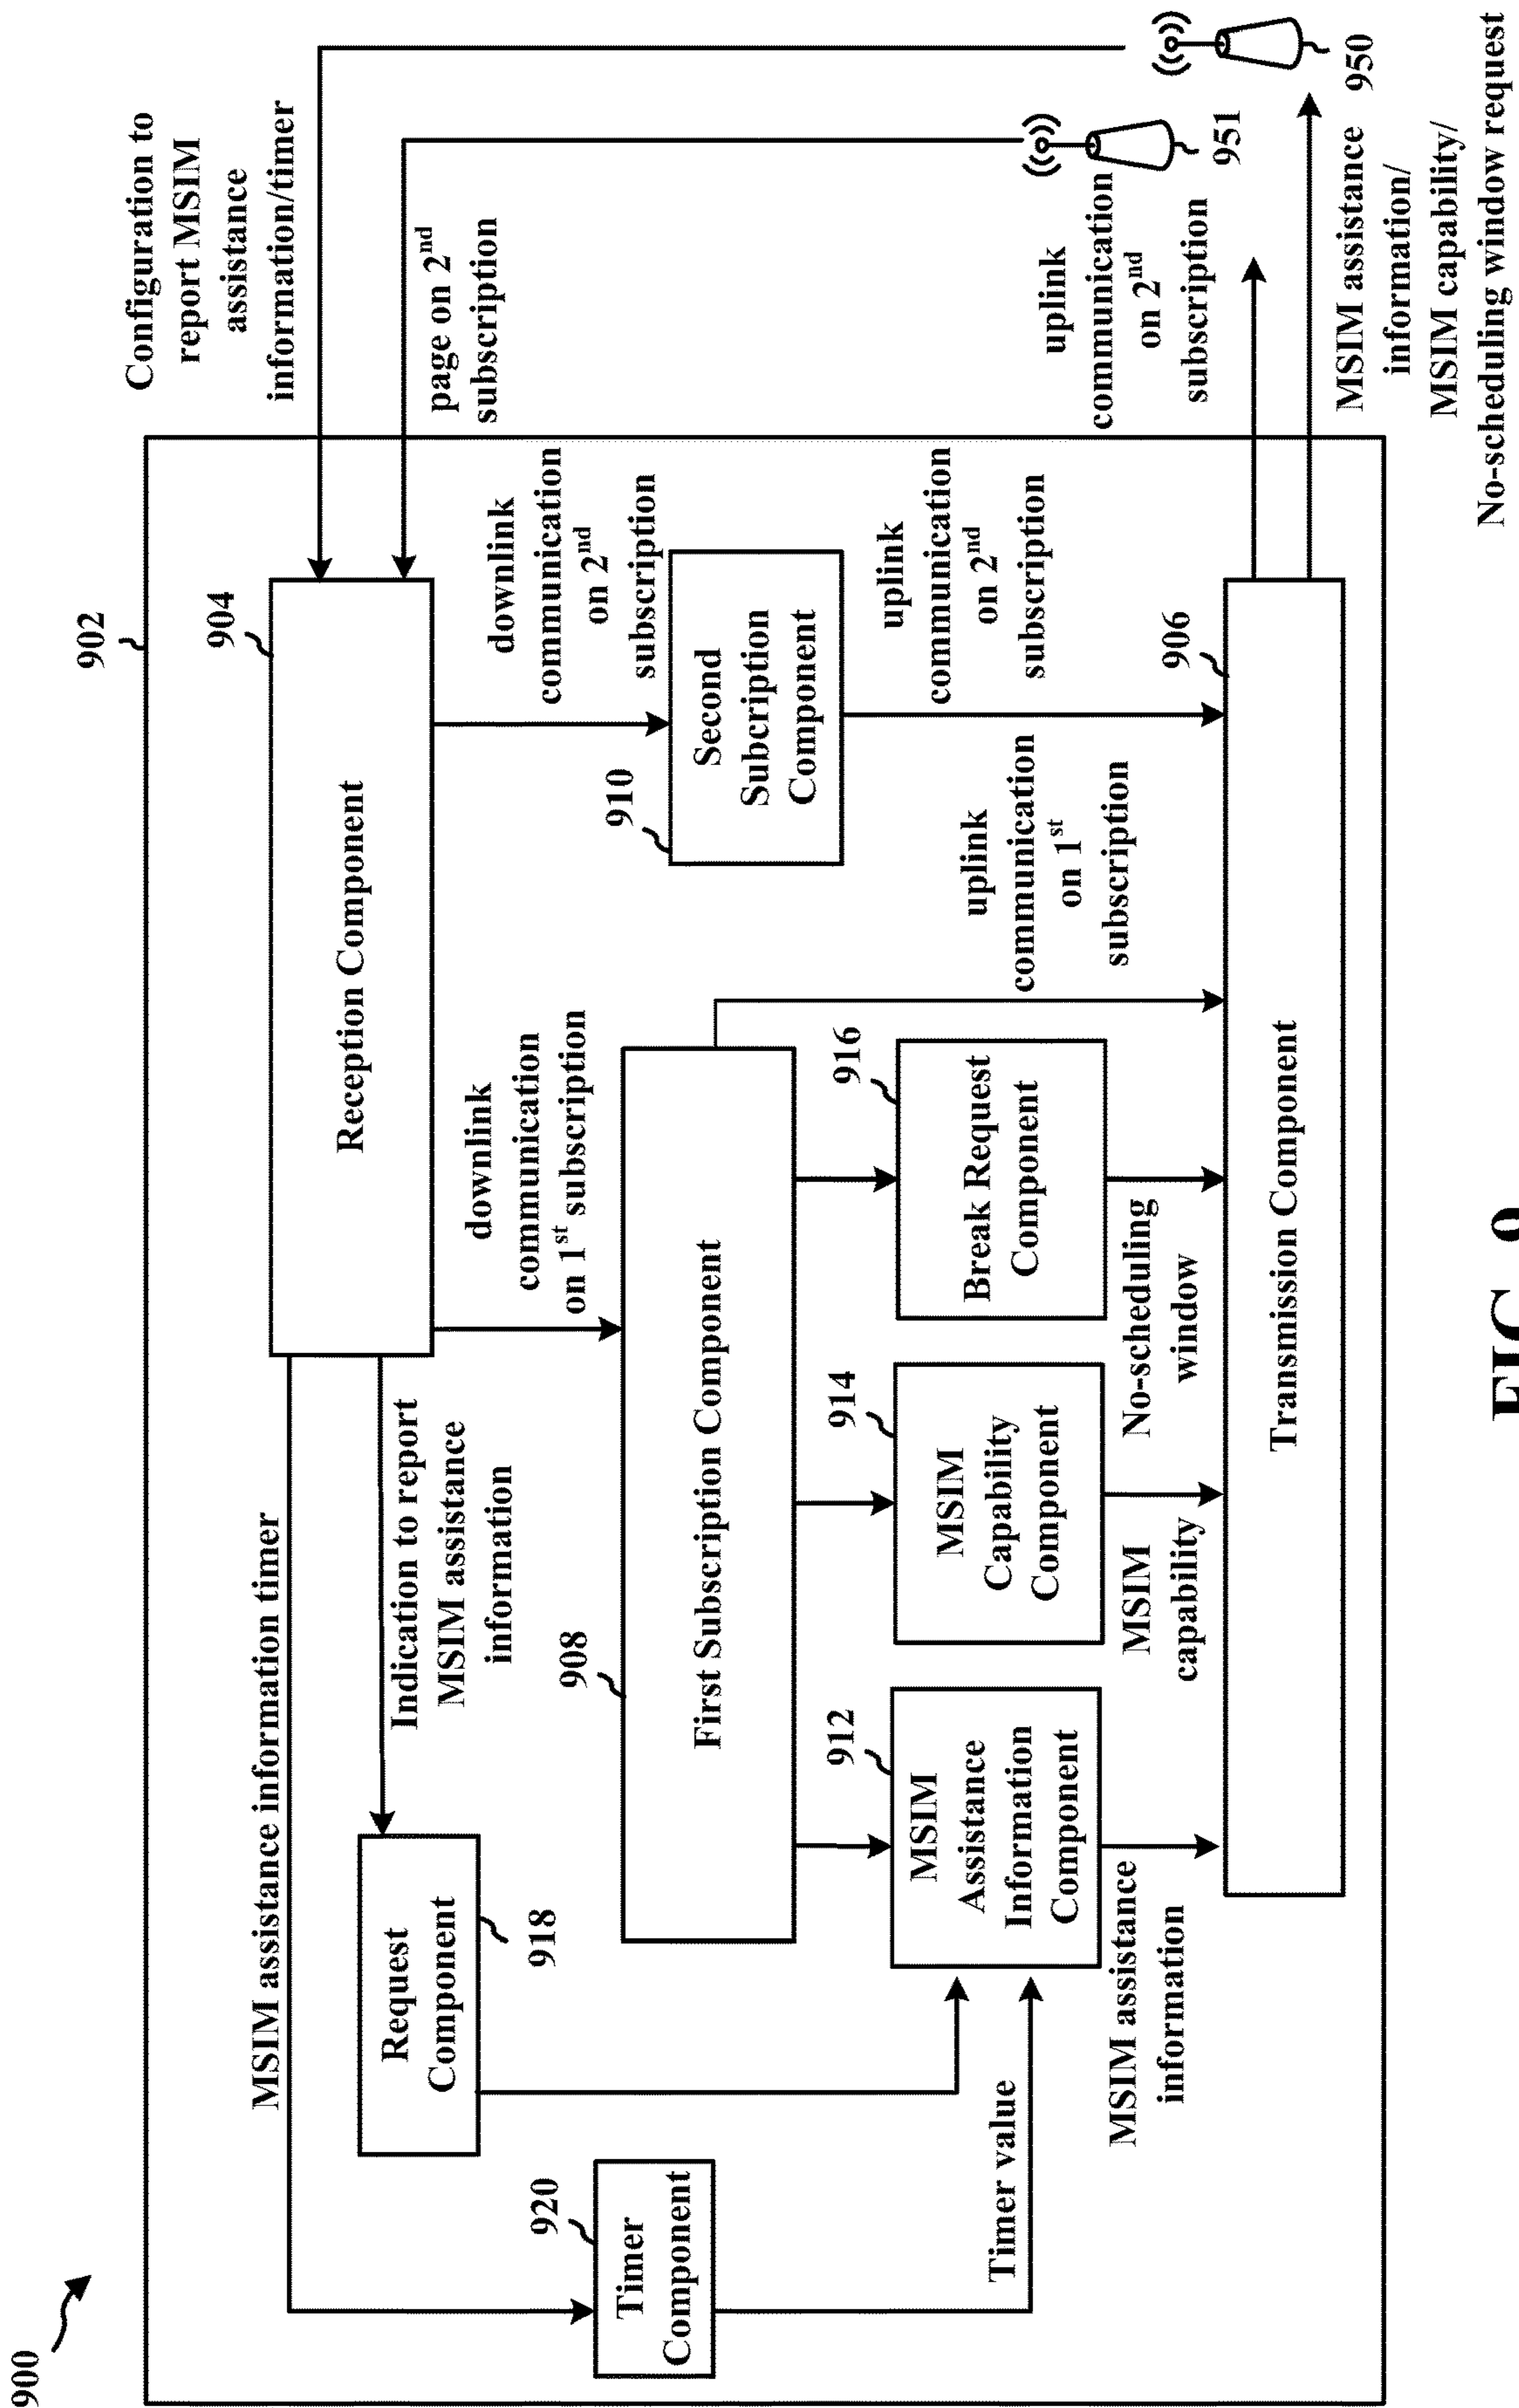 900
902
MSIM assistance information timer
904
Reception Component
Configuration to
report MSIM
assistance
information/timer
page on 2nd
subscription
Indication to report
MSIM assistance
information
Request
Component
918
downlink
communication
on 1st subscription
downlink
communication
on 2nd
subscription
920
Timer
Component
908
First Subscription Component
910
Second
Subcription
Component
912
MSIM
Assistance
Information
Component
914
MSIM
Capability
Component
916
Break Request
Component
uplink
communication
on 1st
subscription
uplink
communication
on 2nd
subscription
Timer value
MSIM assistance
information
MSIM
capability
No-scheduling
window
906
Transmission Component
uplink
communication
on 2nd
subscription
951
950
MSIM assistance
information/
MSIM capability/
No-scheduling window request
FIG. 9